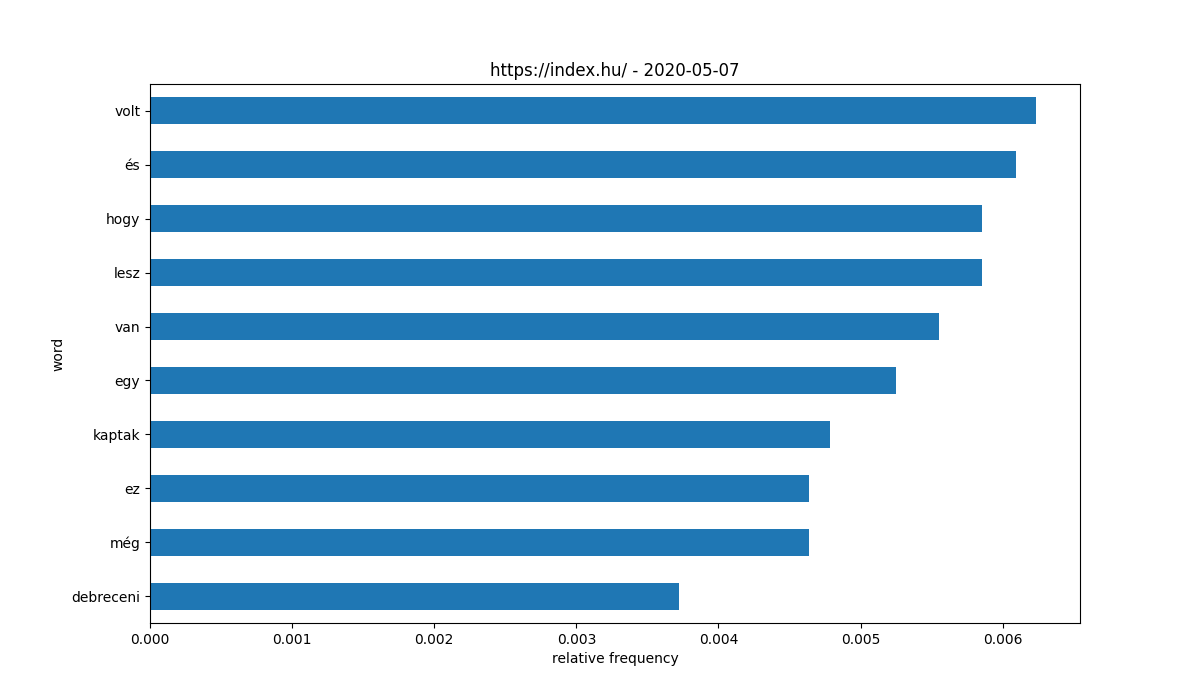 https://index.hu/ - 2020-05-07
volt
és
hogy
lesz
van
word
egy
kaptak
ez
még
debreceni
0.000 0.001 0.002 0.003 0.004 0.005 0.006
relative frequency